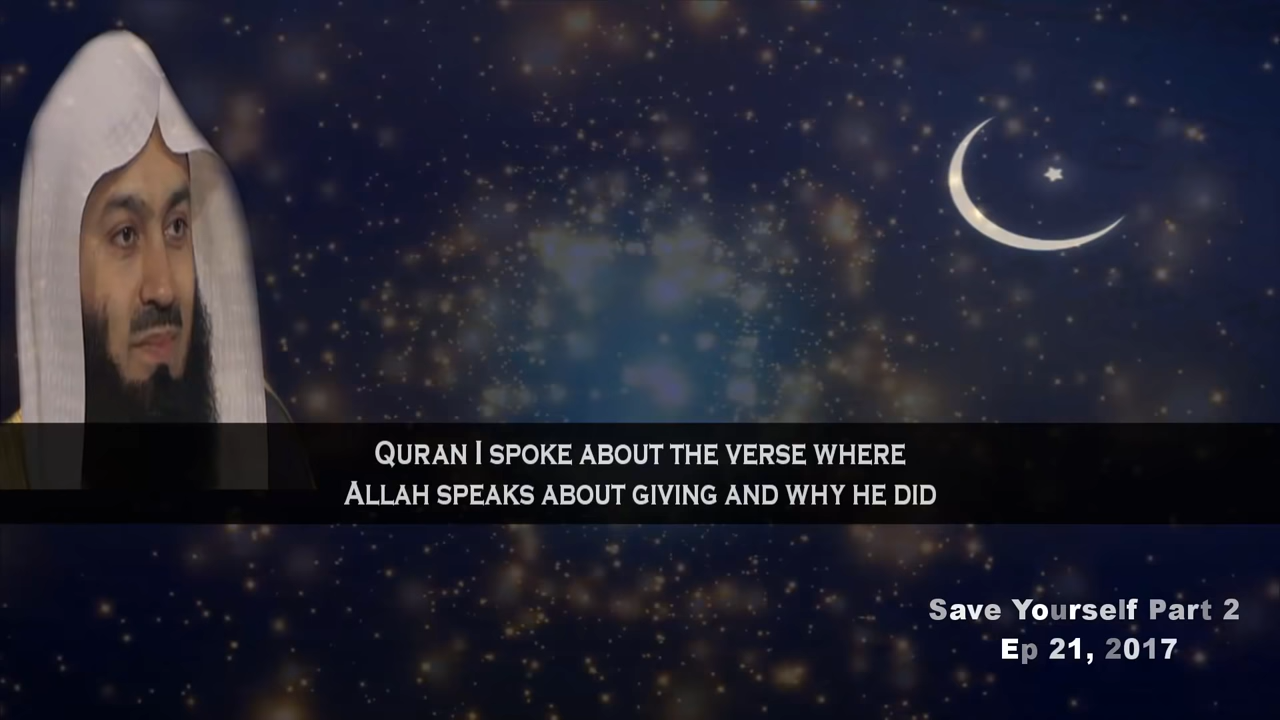 Quran I spoke about the verse where
Allah speaks about giving and why he did
Save Yourself Part 2
Ep 21, 2017